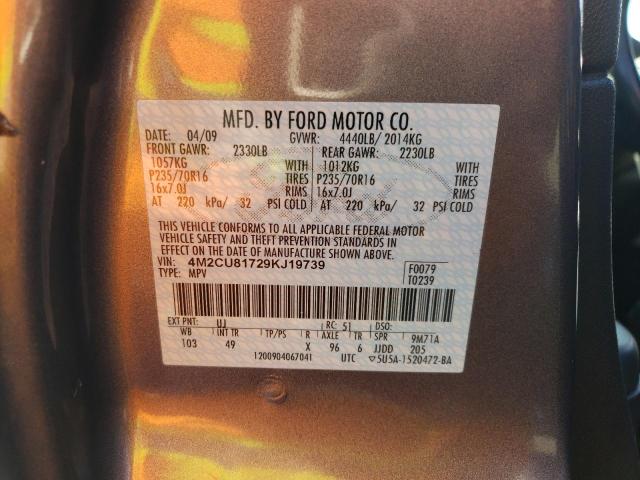 MFD. BY FORD MOTOR CO.
DATE: 04/09 GVWR: 4440LB/ 2014KG
FRONT GAWR: 2330LB REAR GAWR: 2230LB
1057KG WITH 1012KG WITH
P235/70R16 TIRES P235/70R16 TIRES
16x7.0J RIMS 16x7.0J RIMS
AT 220 kPa/ 32 PSI COLD AT 220 kPa/ 32 PSI COLD
THIS VEHICLE CONFORMS TO ALL APPLICABLE FEDERAL MOTOR
VEHICLE SAFETY AND THEFT PREVENTION STANDARDS IN
EFFECT ON THE DATE OF MANUFACTURE SHOWN ABOVE.
VIN: 4M2CU81729KJ19739 F0079
TYPE: MPV T0239
EXT PNT: UJ RC: 51 DSO:
WB INT TR TP/PS R AXLE TR SPR 9M71A
103 49 X 96 6 JJDD 205
120090406704 UTC 5U5A-1520472-BA